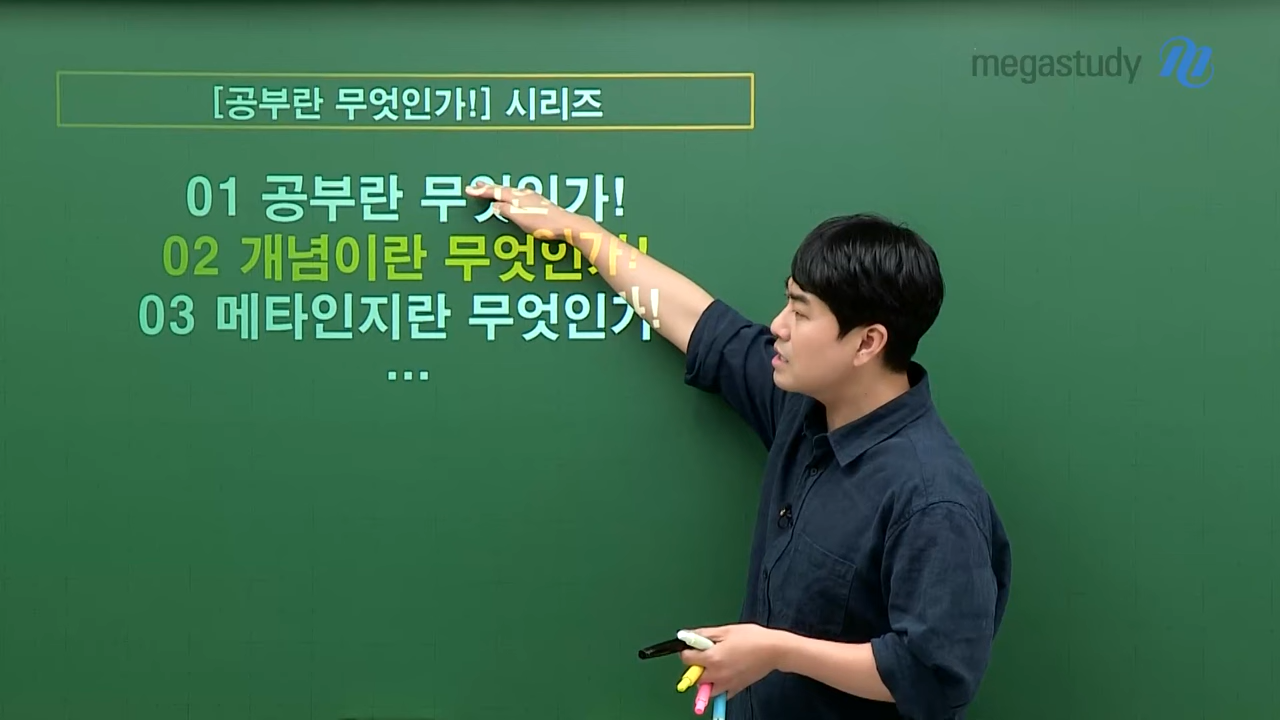 megastudy
[공부란 무엇인가!] 시리즈
01 공부란 무엇인가!
02 개념이란 무엇인가!
03 메타인지란 무엇인가!
...